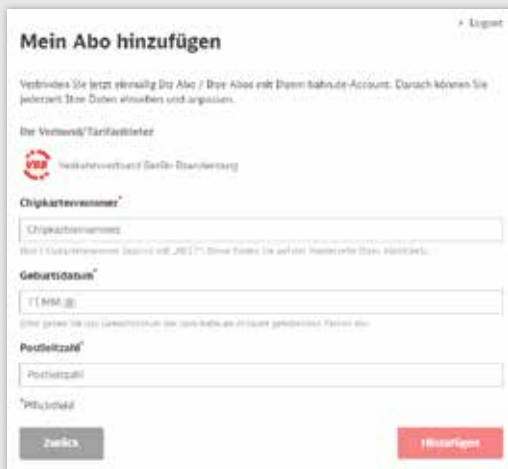 > Logout
Mein Abo hinzufügen
Verbinden Sie jetzt einmalig Ihr Abo / Ihre Abos mit Ihrem bahn.de-Account. Danach können Sie
jederzeit Ihre Daten einsehen und anpassen.
Ihr Verbund/Tarifanbieter
VBB Verkehrsverbund Berlin-Brandenburg
Chipkartennummer*
Chipkartennummer
Geburtsdatum*
TT.MM.JJJJ
Postleitzahl*
Postleitzahl
*Pflichtfeld
Zurück
Hinzufügen